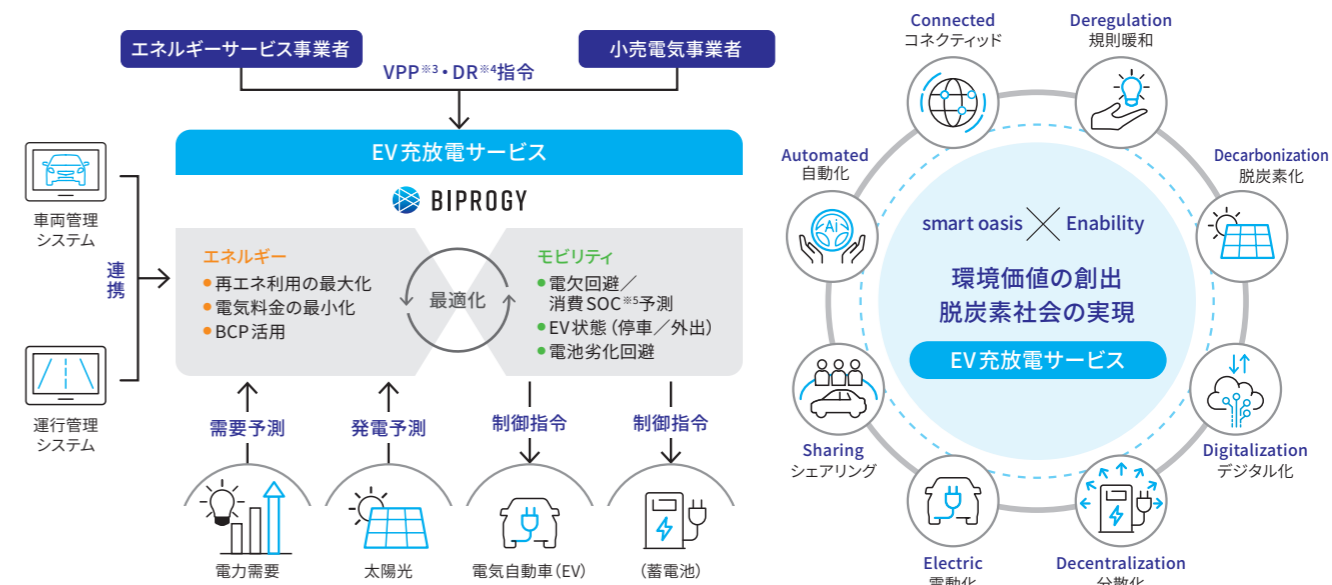 エネルギーサービス事業者
小売電気事業者
VPP※3・DR※4指令
EV充放電サービス
BIPROGY
車両管理
システム
連携
運行管理
システム
エネルギー
●再エネ利用の最大化
●電気料金の最小化
●BCP活用
最適化
モビリティ
●電欠回避／
消費SOC※5予測
●EV状態（停車／外出）
●電池劣化回避
需要予測
発電予測
制御指令
制御指令
電力需要
太陽光
電気自動車（EV）
（蓄電池）
Connected
コネクティッド
Deregulation
規則暖和
Automated
自動化
Ai
Decarbonization
脱炭素化
smart oasis × Enability
環境価値の創出
脱炭素社会の実現
EV充放電サービス
Sharing
シェアリング
Digitalization
デジタル化
Electric
電動化
Decentralization
分散化